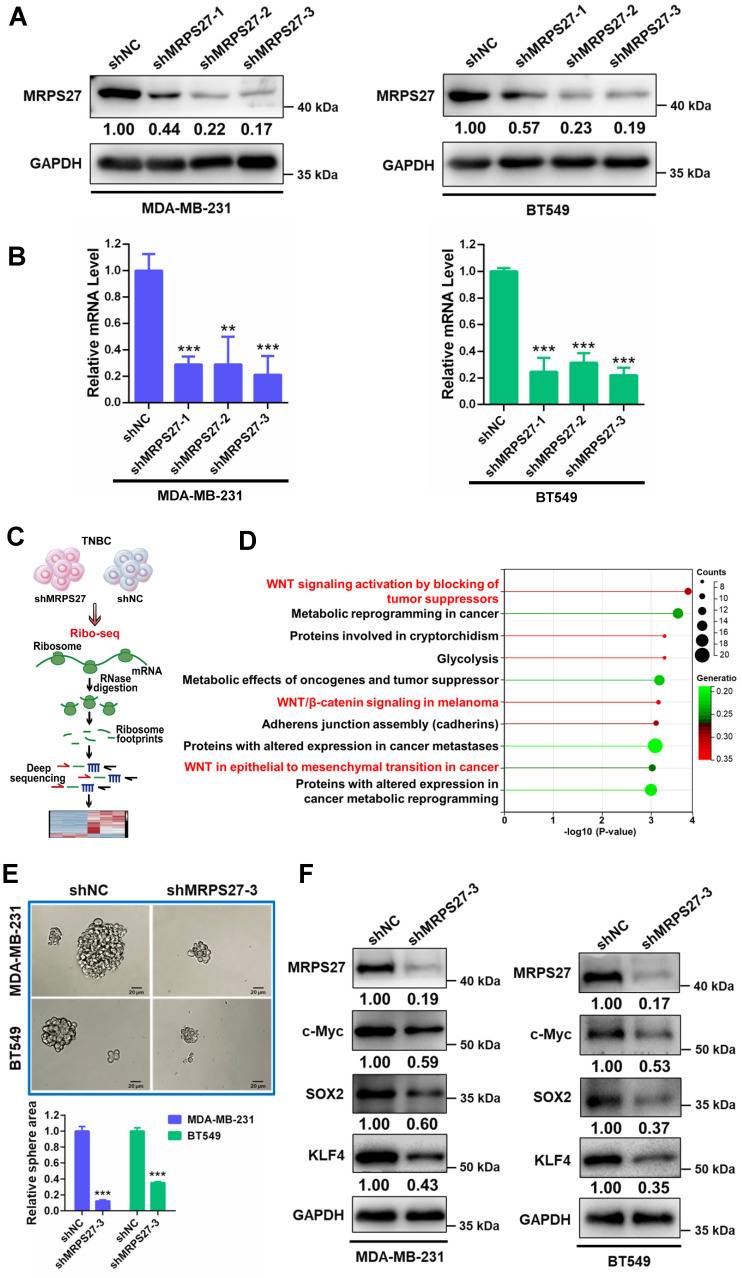 A
shNC
shMRPS27-1
shMRPS27-2
shMRPS27-3
MRPS27
40 kDa
1.00 0.44 0.22 0.17
GAPDH
35 kDa
MDA-MB-231
shNC
shMRPS27-1
shMRPS27-2
shMRPS27-3
MRPS27
40 kDa
1.00 0.57 0.23 0.19
GAPDH
35 kDa
BT549
B
Relative mRNA Level
1.2
1.0
0.8
0.6
0.4
0.2
0.0
***
**
***
shNC
shMRPS27-1
shMRPS27-2
shMRPS27-3
MDA-MB-231
Relative mRNA Level
1.2
1.0
0.8
0.6
0.4
0.2
0.0
***
***
***
shNC
shMRPS27-1
shMRPS27-2
shMRPS27-3
BT549
C
TNBC
shMRPS27
shNC
Ribo-seq
Ribosome
mRNA
RNase
digestion
Ribosome
footprints
Deep
sequencing
D
WNT signaling activation by blocking of
tumor suppressors
Metabolic reprogramming in cancer
Proteins involved in cryptorchidism
Glycolysis
Metabolic effects of oncogenes and tumor suppressor
WNT/β-catenin signaling in melanoma
Adherens junction assembly (cadherins)
Proteins with altered expression in cancer metastases
WNT in epithelial to mesenchymal transition in cancer
Proteins with altered expression in
cancer metabolic reprogramming
0 1 2 3 4
-log10 (P-value)
Counts
8
10
12
14
16
18
20
Generatio
0.20
0.25
0.30
0.35
E
shNC
shMRPS27-3
MDA-MB-231
20 μm
20 μm
BT549
20 μm
20 μm
Relative sphere area
1.2
1.0
0.8
0.6
0.4
0.2
0.0
MDA-MB-231
BT549
***
***
shNC
shMRPS27-3
shNC
shMRPS27-3
F
shNC
shMRPS27-3
MRPS27
40 kDa
1.00 0.19
c-Myc
50 kDa
1.00 0.59
SOX2
35 kDa
1.00 0.60
KLF4
50 kDa
1.00 0.43
GAPDH
35 kDa
MDA-MB-231
shNC
shMRPS27-3
MRPS27
40 kDa
1.00 0.17
c-Myc
50 kDa
1.00 0.53
SOX2
35 kDa
1.00 0.37
KLF4
50 kDa
1.00 0.35
GAPDH
35 kDa
BT549